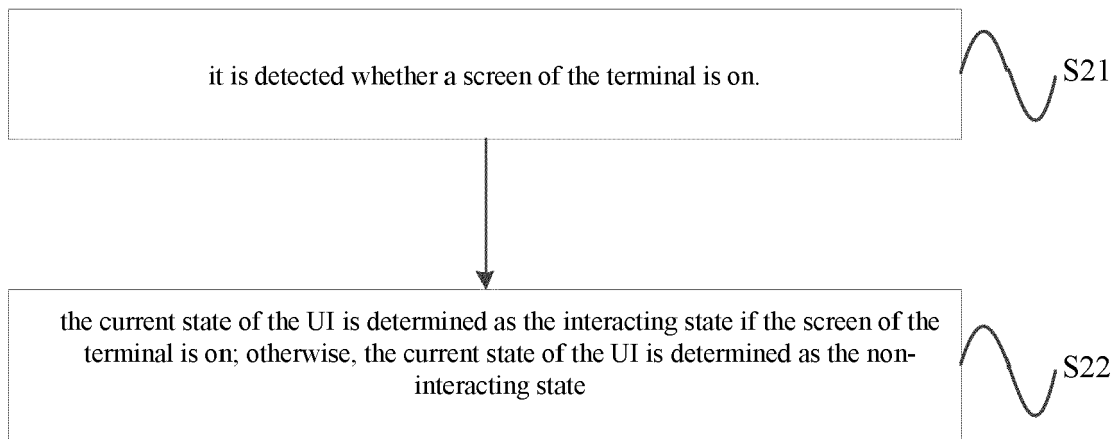 it is detected whether a screen of the terminal is on.
S21
the current state of the UI is determined as the interacting state if the screen of the
terminal is on; otherwise, the current state of the UI is determined as the non-
interacting state
S22